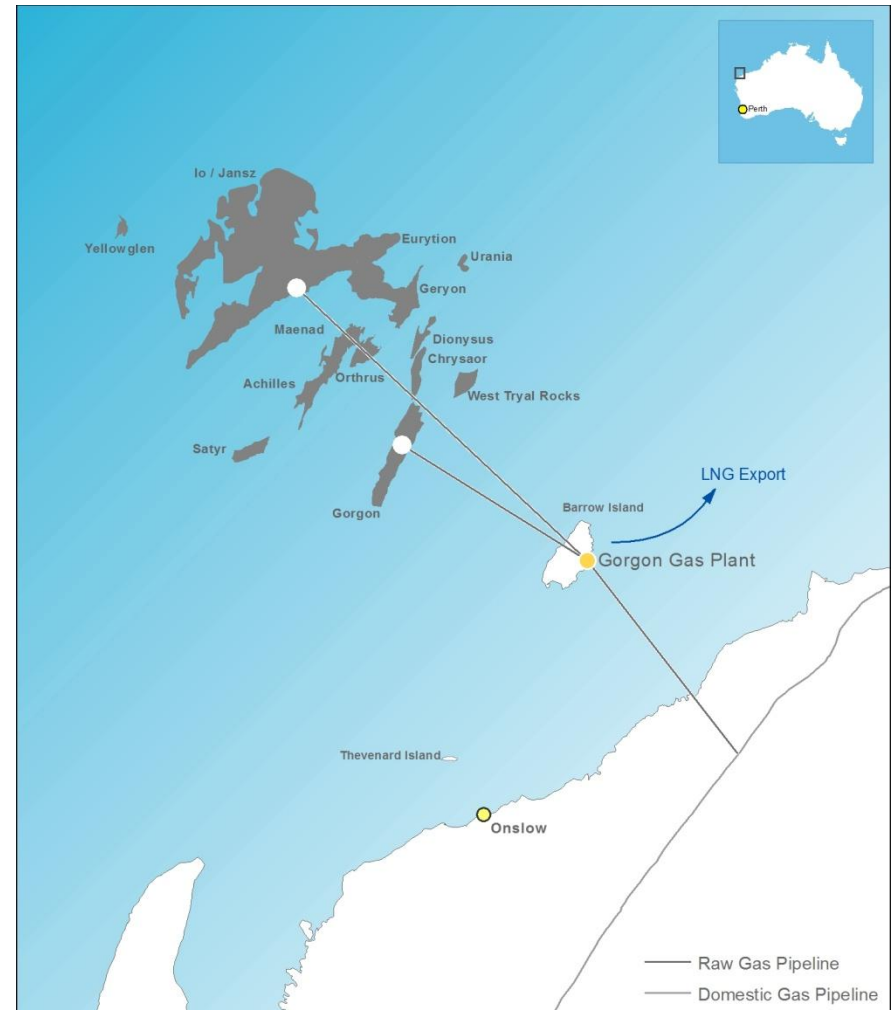 Perth
Io / Jansz
Yellowglen
Eurytion
Urania
Geryon
Maenad
Dionysus
Chrysaor
Achilles
Orthrus
West Tryal Rocks
Satyr
Gorgon
LNG Export
Barrow Island
Gorgon Gas Plant
Thevenard Island
Onslow
Raw Gas Pipeline
Domestic Gas Pipeline